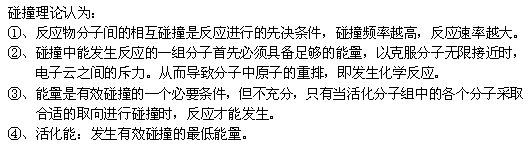 碰撞理论认为：
①、反应物分子间的相互碰撞是反应进行的先决条件，碰撞频率越高，反应速率越大。
②、碰撞中能发生反应的一组分子首先必须具备足够的能量，以克服分子无限接近时，
电子云之间的斥力。从而导致分子中原子的重排，即发生化学反应。
③、能量是有效碰撞的一个必要条件，但不充分，只有当活化分子组中的各个分子采取
合适的取向进行碰撞时，反应才能发生。
④、活化能：发生有效碰撞的最低能量。